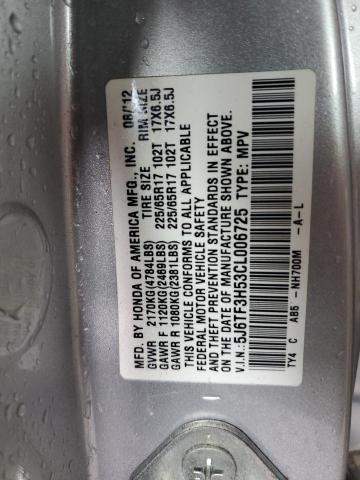 MFD. BY HONDA OF AMERICA MFG., INC. 08/'12
GVWR 2170KG(4784LBS) TIRE SIZE RIM SIZE
GAWR F 1120KG(2469LBS) 225/65R17 102T 17X6.5J
GAWR R 1080KG(2381LBS) 225/65R17 102T 17X6.5J
THIS VEHICLE CONFORMS TO ALL APPLICABLE
FEDERAL MOTOR VEHICLE SAFETY
AND THEFT PREVENTION STANDARDS IN EFFECT
ON THE DATE OF MANUFACTURE SHOWN ABOVE.
V.I.N.:5J6TF3H53CL006725 TYPE: MPV
TY4 C A85 -NH700M -A-L